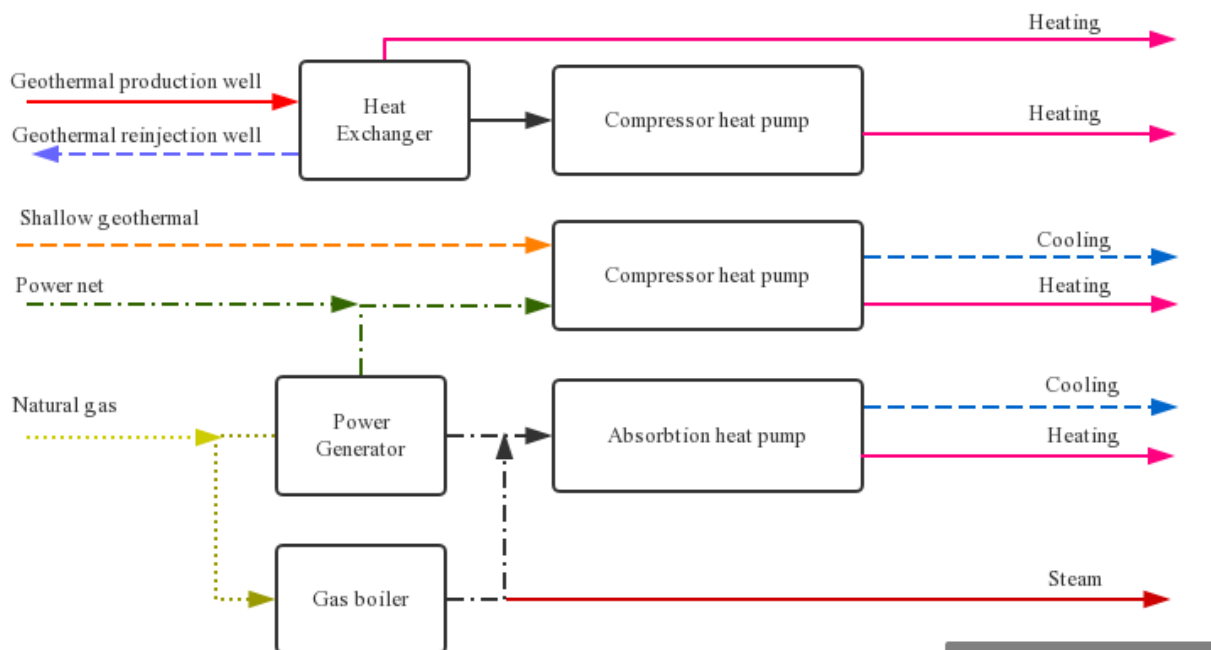 Heating
Geothermal production well
Heat
Exchanger
Compressor heat pump
Heating
Geothermal reinjection well
Shallow geothermal
Cooling
Compressor heat pump
Power net
Heating
Cooling
Natural gas
Power
Generator
Absorbtion heat pump
Heating
Gas boiler
Steam